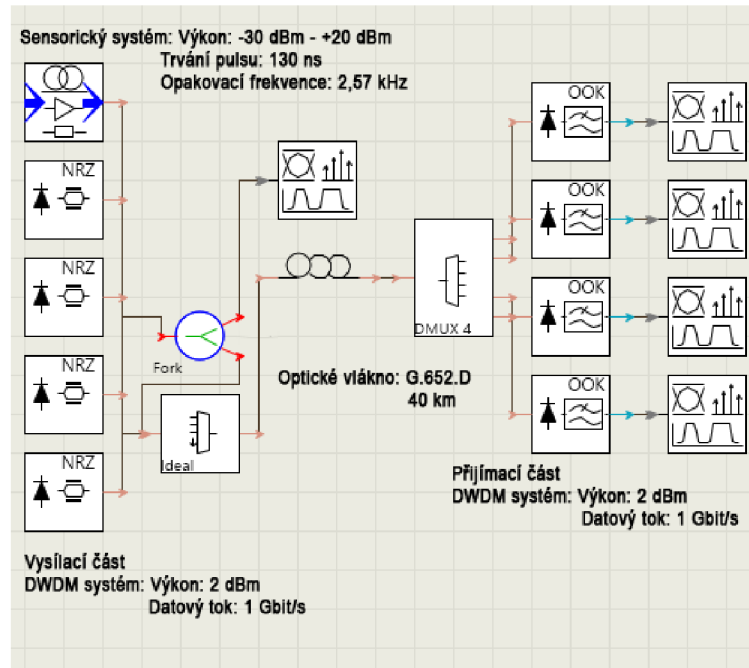 Sensorický systém: Výkon: -30 dBm - +20 dBm
Trvání pulsu: 130 ns
Opakovací frekvence: 2,57 kHz
NRZ
NRZ
NRZ
NRZ
Fork
Ideal
Optické vlákno: G.652.D
40 km
DMUX 4
OOK
OOK
OOK
OOK
Přijímací část
DWDM systém: Výkon: 2 dBm
Datový tok: 1 Gbit/s
Vysílací část
DWDM systém: Výkon: 2 dBm
Datový tok: 1 Gbit/s